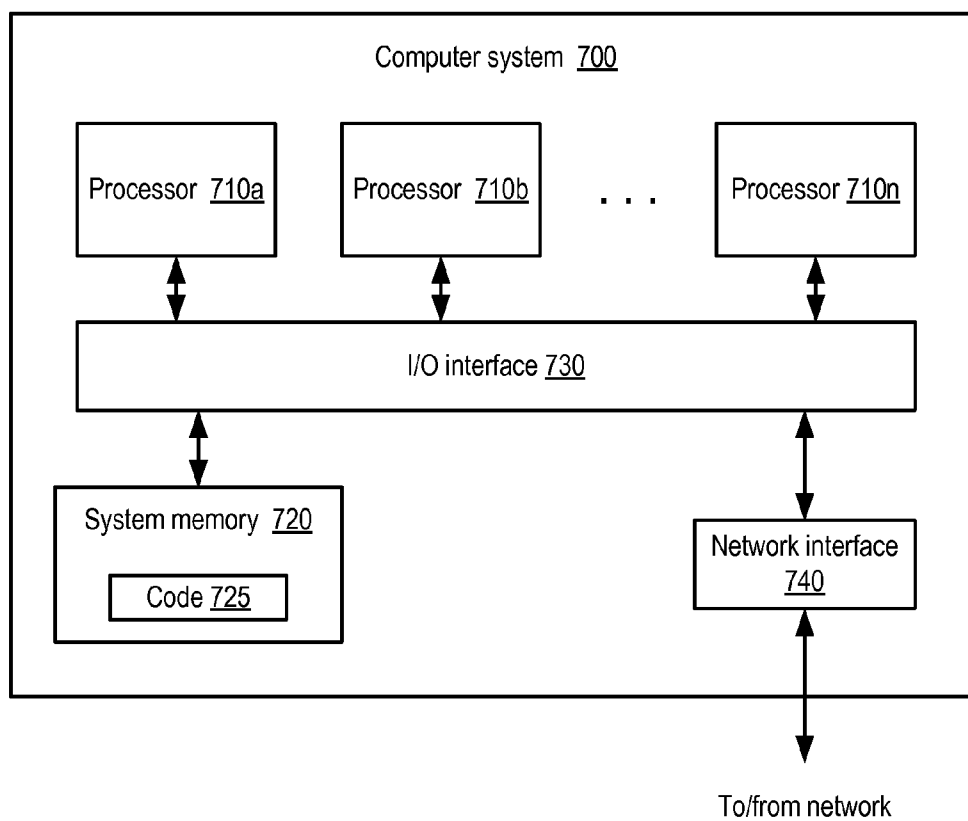 Computer system 700
Processor 710a
Processor 710b
. . .
Processor 710n
I/O interface 730
System memory 720
Code 725
Network interface
740
To/from network